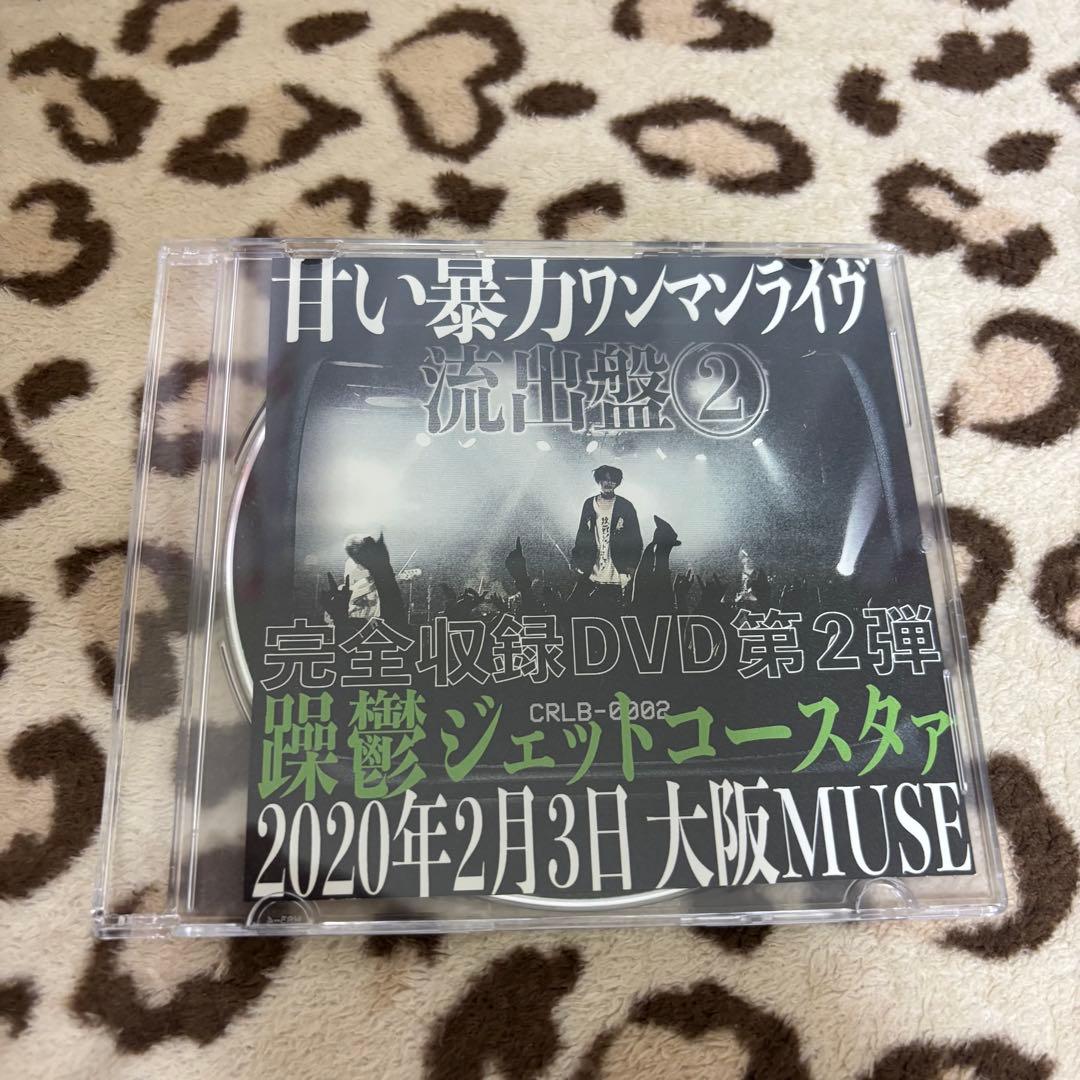 甘い暴力ワンマンライヴ
流出盤②
完全収録DVD第2弾
CRLB-0002
躁鬱ジェットコースタァ
2020年2月3日 大阪MUSE